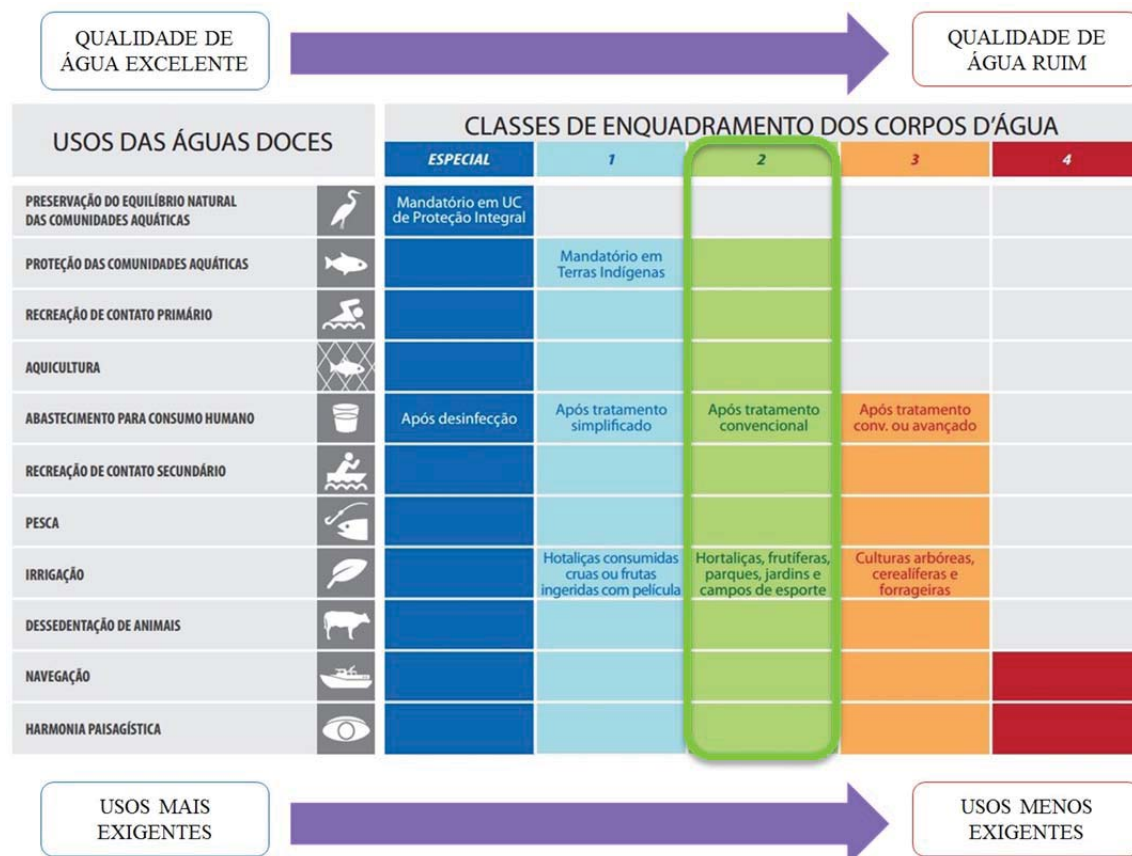 QUALIDADE DE
ÁGUA EXCELENTE
QUALIDADE DE
ÁGUA RUIM
USOS DAS ÁGUAS DOCES
CLASSES DE ENQUADRAMENTO DOS CORPOS D'ÁGUA
ESPECIAL
1
2
3
4
PRESERVAÇÃO DO EQUILÍBRIO NATURAL
DAS COMUNIDADES AQUÁTICAS
Mandatório em UC
de Proteção Integral
PROTEÇÃO DAS COMUNIDADES AQUÁTICAS
Mandatório em
Terras Indígenas
RECREAÇÃO DE CONTATO PRIMÁRIO
AQUICULTURA
ABASTECIMENTO PARA CONSUMO HUMANO
Após desinfecção
Após tratamento
simplificado
Após tratamento
convencional
Após tratamento
conv. ou avançado
RECREAÇÃO DE CONTATO SECUNDÁRIO
PESCA
IRRIGAÇÃO
Hotaliças consumidas
cruas ou frutas
ingeridas com película
Hortaliças, frutíferas,
parques, jardins e
campos de esporte
Culturas arbóreas,
cerealíferas e
forrageiras
DESSEDENTAÇÃO DE ANIMAIS
NAVEGAÇÃO
HARMONIA PAISAGÍSTICA
USOS MAIS
EXIGENTES
USOS MENOS
EXIGENTES